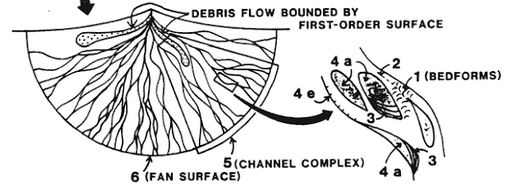 DEBRIS FLOW BOUNDED BY
FIRST-ORDER SURFACE
4 a
2
1 (BEDFORMS)
4 e
3
5 (CHANNEL COMPLEX)
4 a
3
6 (FAN SURFACE)